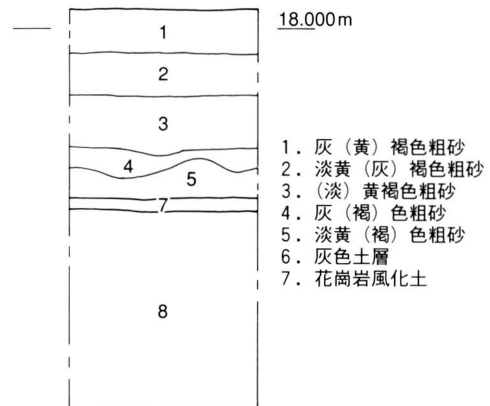 18.000m
1
2
3
4
5
7
8
1. 灰（黄）褐色粗砂
2. 淡黄（灰）褐色粗砂
3. （淡）黄褐色粗砂
4. 灰（褐）色粗砂
5. 淡黄（褐）色粗砂
6. 灰色土層
7. 花崗岩風化土